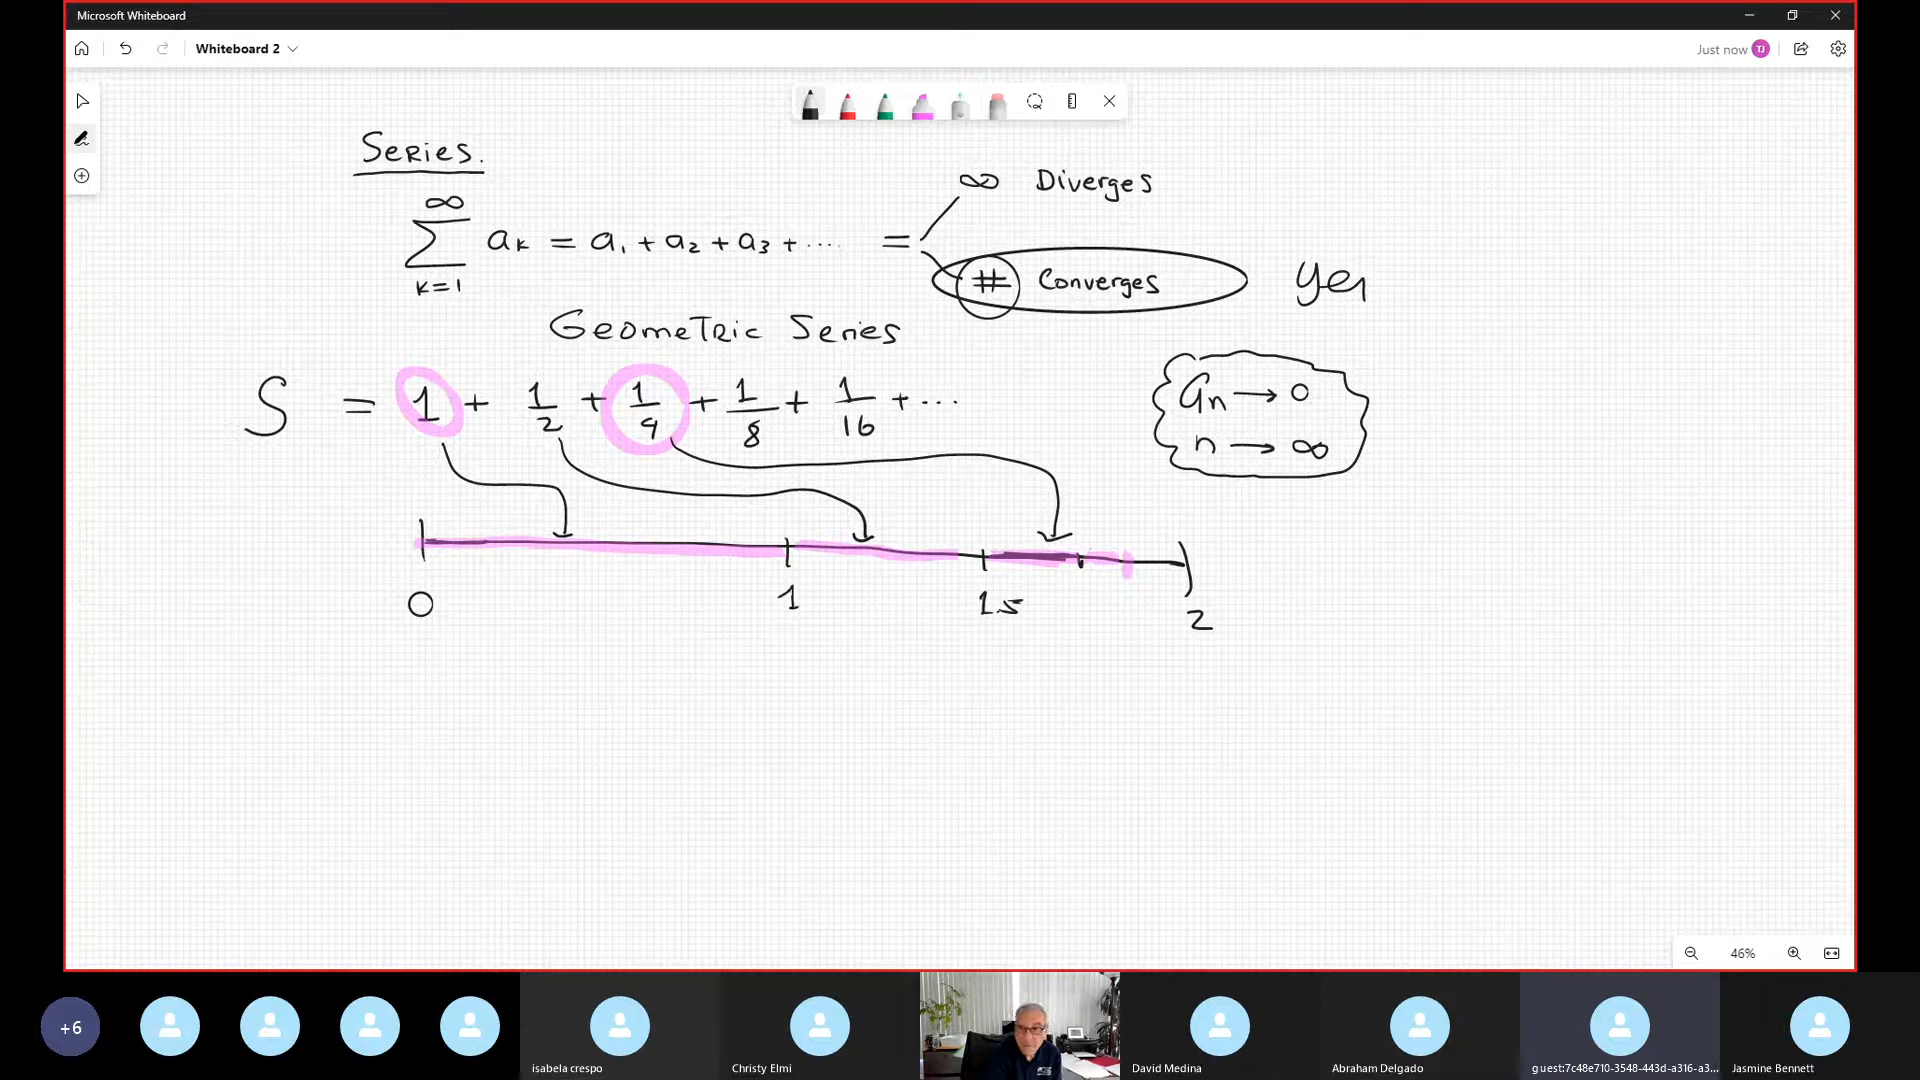 Microsoft Whiteboard
Whiteboard 2
Just now TJ
Series.
∞ Diverges
∞
∑ aₖ = a₁ + a₂ + a₃ + .... =
k=1
# Converges
yes
Geometric Series
S = 1 + 1/2 + 1/4 + 1/8 + 1/16 + ...
aₙ → 0
n → ∞
0 1 1.5 2
46%
+6
isabela crespo
Christy Elmi
David Medina
Abraham Delgado
guest:7c48e710-3548-443d-a316-a3...
Jasmine Bennett